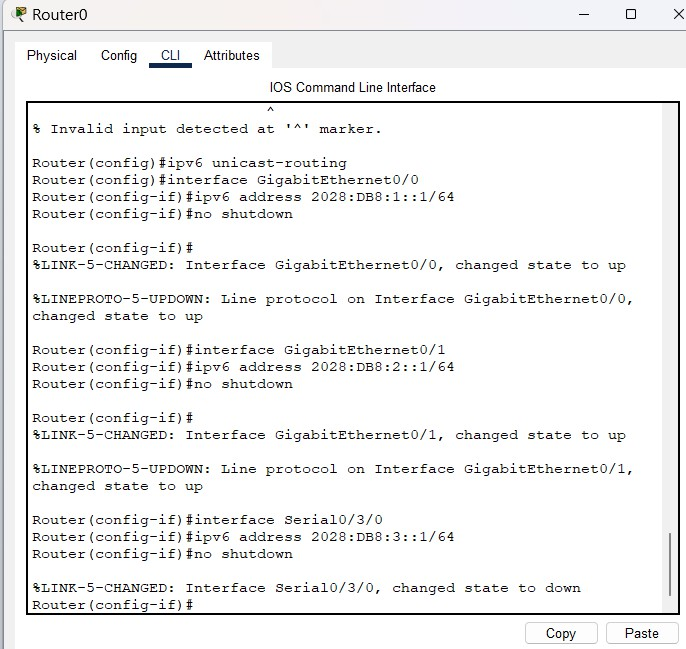 Router0
Physical Config CLI Attributes
IOS Command Line Interface
^
% Invalid input detected at '^' marker.
Router(config)#ipv6 unicast-routing
Router(config)#interface GigabitEthernet0/0
Router(config-if)#ipv6 address 2028:DB8:1::1/64
Router(config-if)#no shutdown
Router(config-if)#
%LINK-5-CHANGED: Interface GigabitEthernet0/0, changed state to up
%LINEPROTO-5-UPDOWN: Line protocol on Interface GigabitEthernet0/0,
changed state to up
Router(config-if)#interface GigabitEthernet0/1
Router(config-if)#ipv6 address 2028:DB8:2::1/64
Router(config-if)#no shutdown
Router(config-if)#
%LINK-5-CHANGED: Interface GigabitEthernet0/1, changed state to up
%LINEPROTO-5-UPDOWN: Line protocol on Interface GigabitEthernet0/1,
changed state to up
Router(config-if)#interface Serial0/3/0
Router(config-if)#ipv6 address 2028:DB8:3::1/64
Router(config-if)#no shutdown
%LINK-5-CHANGED: Interface Serial0/3/0, changed state to down
Router(config-if)#
Copy Paste